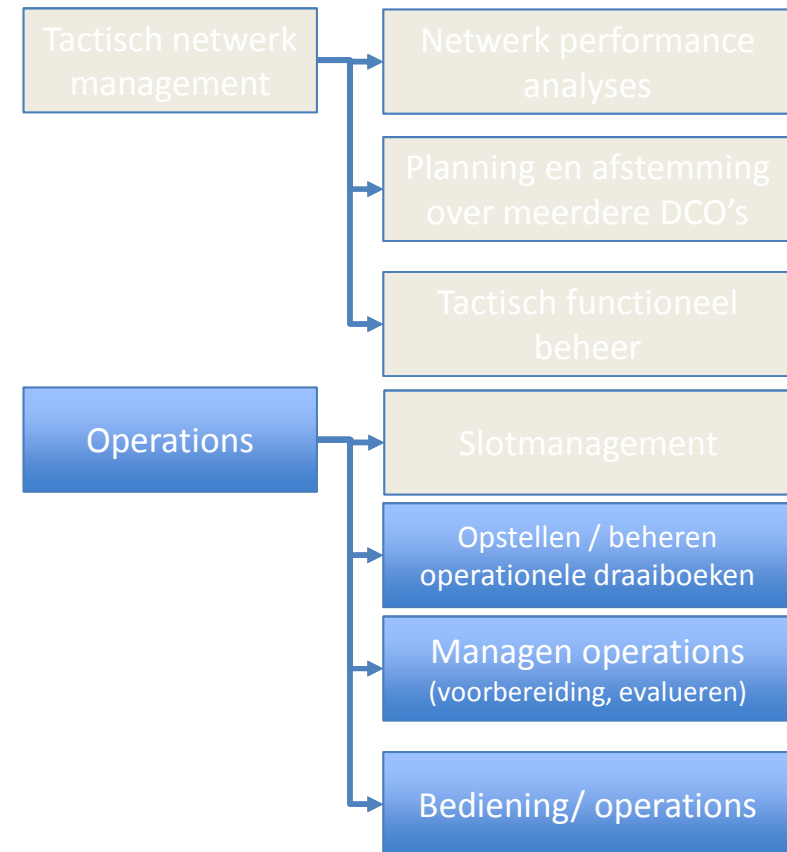 Tactisch netwerk
management
Netwerk performance
analyses
Planning en afstemming
over meerdere DCO's
Tactisch functioneel
beheer
Operations
Slotmanagement
Opstellen / beheren
operationele draaiboeken
Managen operations
(voorbereiding, evalueren)
Bediening/ operations